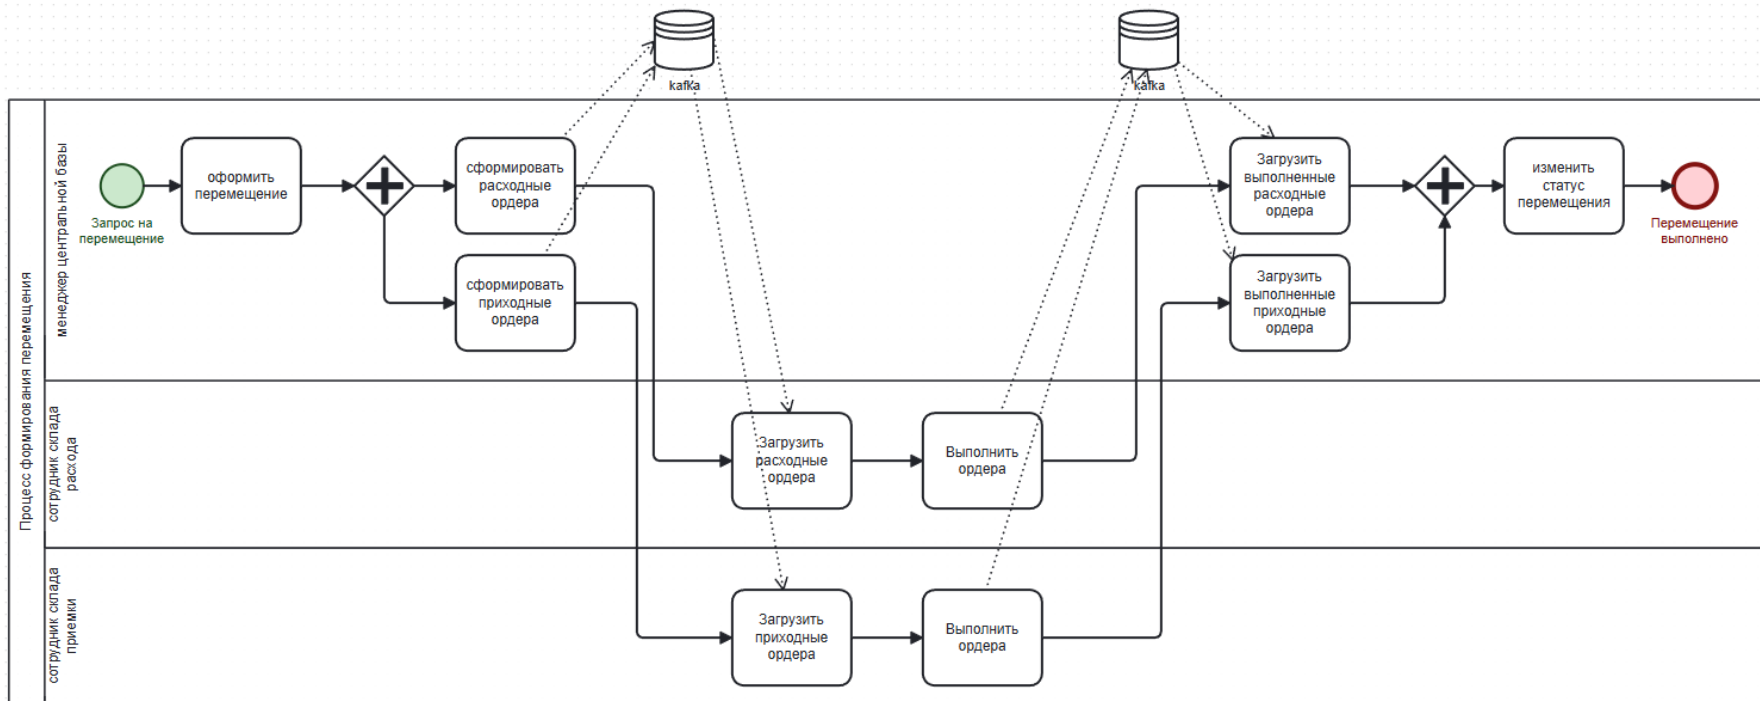 kafka
kafka
Процесс формирования перемещения
менеджер центральной базы
Запрос на
перемещение
оформить
перемещение
сформировать
расходные
ордера
сформировать
приходные
ордера
Загрузить
выполненные
расходные
ордера
Загрузить
выполненные
приходные
ордера
изменить
статус
перемещения
Перемещение
выполнено
сотрудник склада
расхода
Загрузить
расходные
ордера
Выполнить
ордера
сотрудник склада
приемки
Загрузить
приходные
ордера
Выполнить
ордера